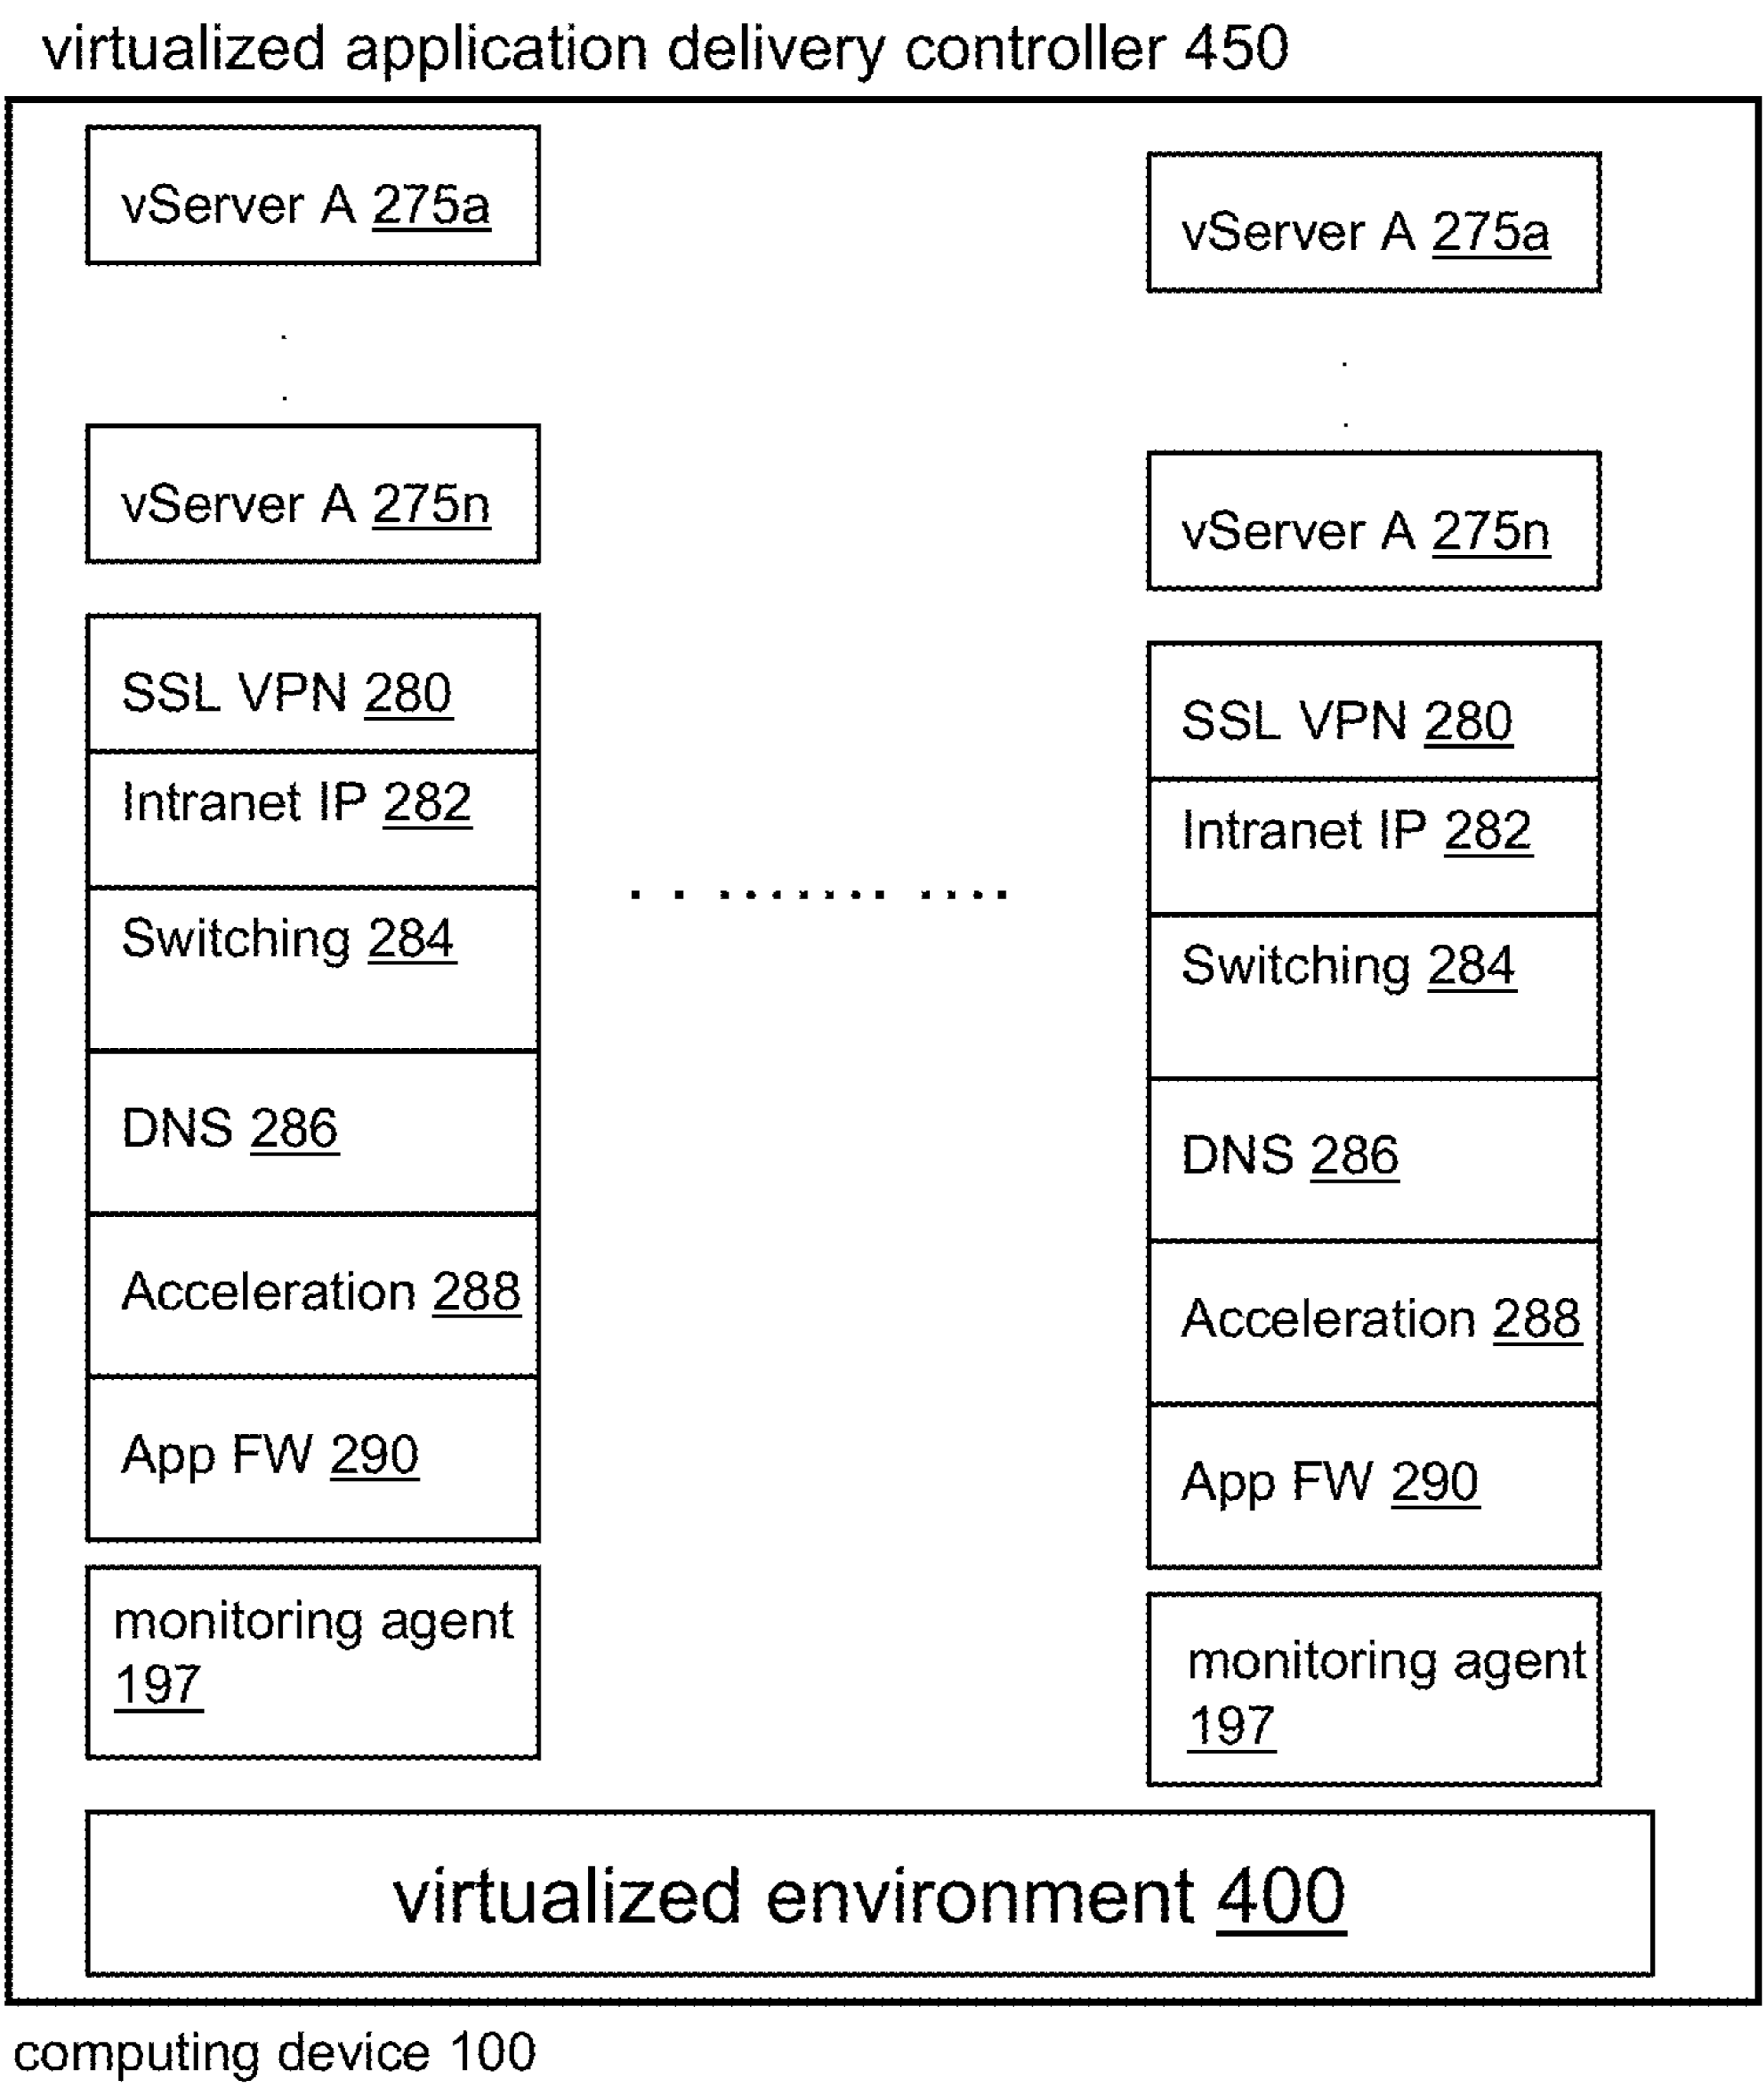 virtualized application delivery controller 450
vServer A 275a
vServer A 275n
SSL VPN 280
Intranet IP 282
Switching 284
DNS 286
Acceleration 288
App FW 290
monitoring agent
197
vServer A 275a
vServer A 275n
SSL VPN 280
Intranet IP 282
Switching 284
DNS 286
Acceleration 288
App FW 290
monitoring agent
197
virtualized environment 400
computing device 100